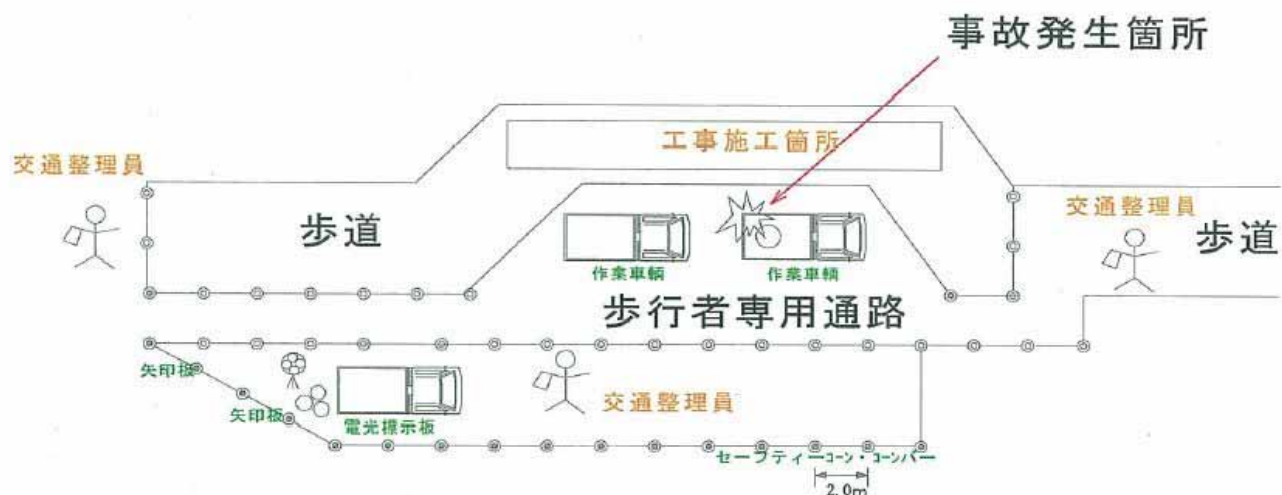 事故発生箇所
工事施工箇所
交通整理員
交通整理員
歩道
歩道
作業車輌
作業車輌
歩行者専用通路
矢印板
矢印板
電光標示板
交通整理員
セーフティーコーン・コーンバー
2.0m